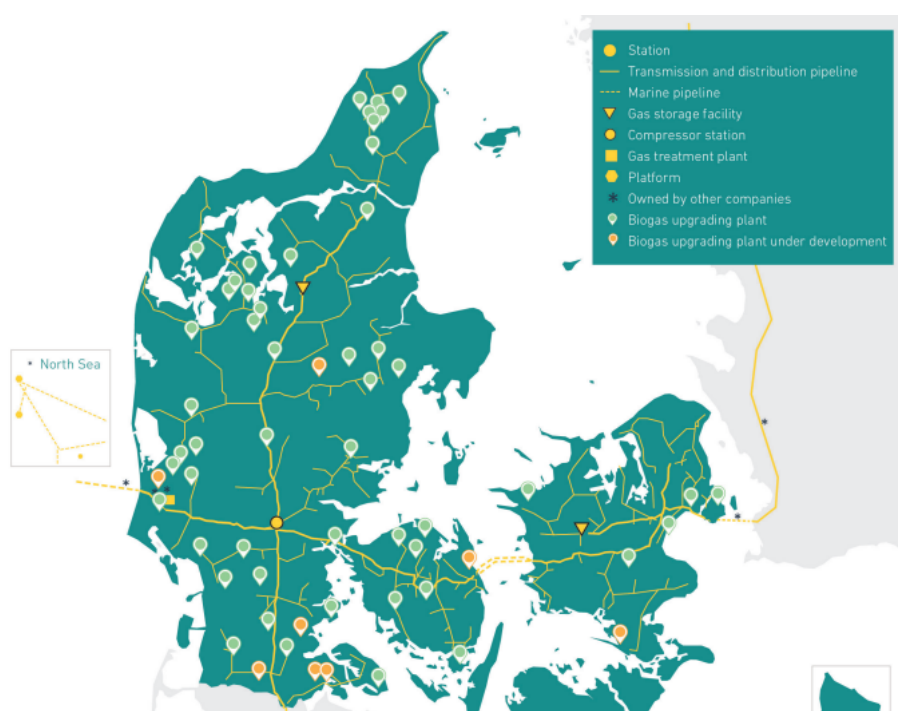 Station
Transmission and distribution pipeline
Marine pipeline
Gas storage facility
Compressor station
Gas treatment plant
Platform
* Owned by other companies
Biogas upgrading plant
Biogas upgrading plant under development
* North Sea
*
*
*
*